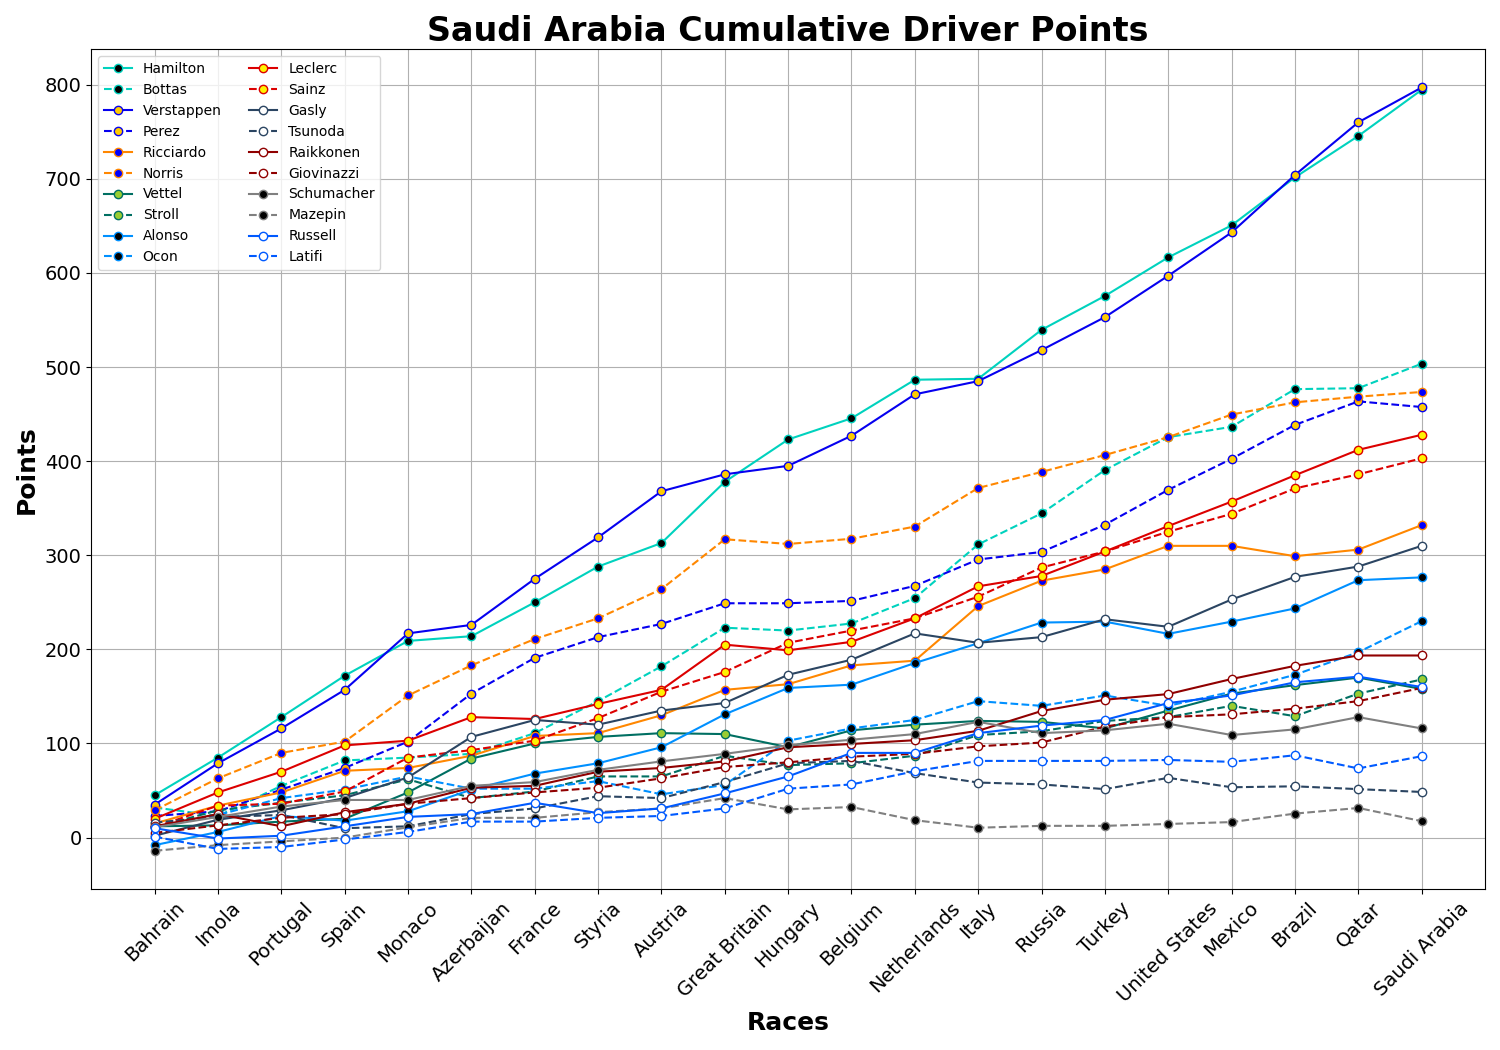 Saudi Arabia Cumulative Driver Points
Hamilton
Bottas
Verstappen
Perez
Ricciardo
Norris
Vettel
Stroll
Alonso
Ocon
Leclerc
Sainz
Gasly
Tsunoda
Raikkonen
Giovinazzi
Schumacher
Mazepin
Russell
Latifi
Points
800
700
600
500
400
300
200
100
0
Bahrain
Imola
Portugal
Spain
Monaco
Azerbaijan
France
Styria
Austria
Great Britain
Hungary
Belgium
Netherlands
Italy
Russia
Turkey
United States
Mexico
Brazil
Qatar
Saudi Arabia
Races